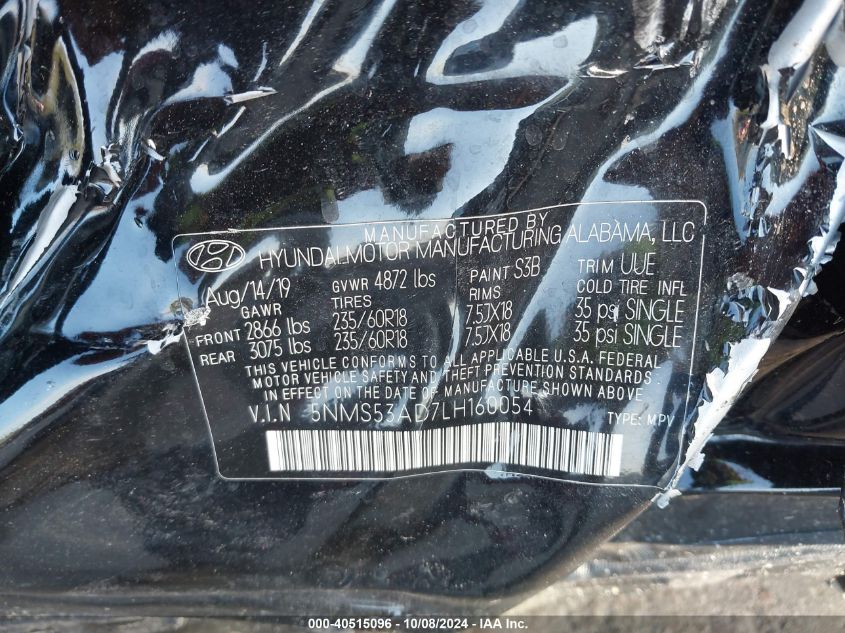 MANUFACTURED BY
HYUNDAI MOTOR MANUFACTURING ALABAMA, LLC
Aug/14/19 GVWR 4872 lbs PAINT S3B TRIM UUE
GAWR TIRES RIMS COLD TIRE INFL
FRONT 2866 lbs 235/60R18 7.5JX18 35 psi SINGLE
REAR 3075 lbs 235/60R18 7.5JX18 35 psi SINGLE
THIS VEHICLE CONFORMS TO ALL APPLICABLE U.S.A. FEDERAL
MOTOR VEHICLE SAFETY AND THEFT PREVENTION STANDARDS
IN EFFECT ON THE DATE OF MANUFACTURE SHOWN ABOVE.
V.I.N 5NMS53AD7LH160054 TYPE: MPV
000-40515096 - 10/08/2024 - IAA Inc.